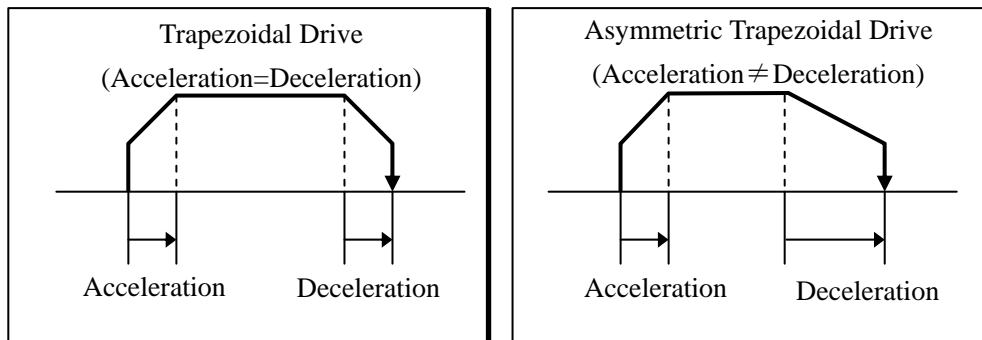 Trapezoidal Drive
(Acceleration=Deceleration)
Acceleration
Deceleration
Asymmetric Trapezoidal Drive
(Acceleration≠Deceleration)
Acceleration
Deceleration